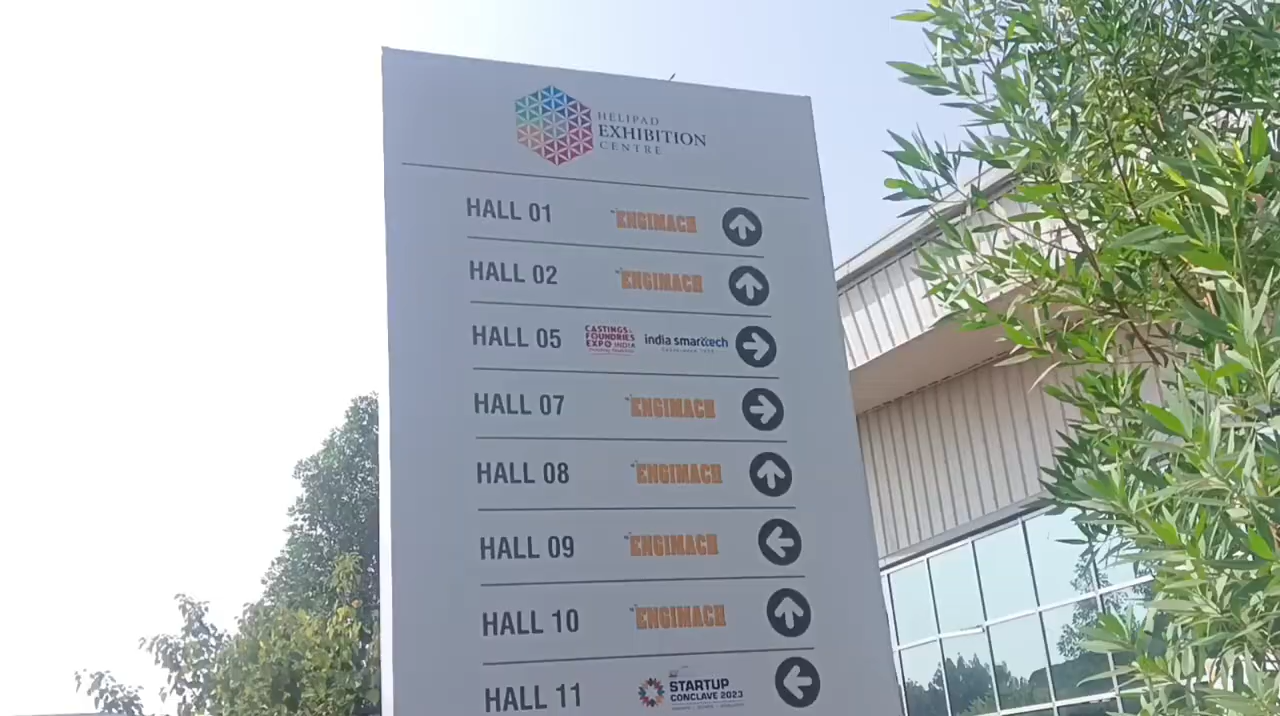 HELIPAD
EXHIBITION
CENTRE
HALL 01 ENGIMACH
HALL 02 ENGIMACH
HALL 05 CASTINGS & FOUNDRIES EXPO INDIA india smartech
HALL 07 ENGIMACH
HALL 08 ENGIMACH
HALL 09 ENGIMACH
HALL 10 ENGIMACH
HALL 11 STARTUP CONCLAVE 2023